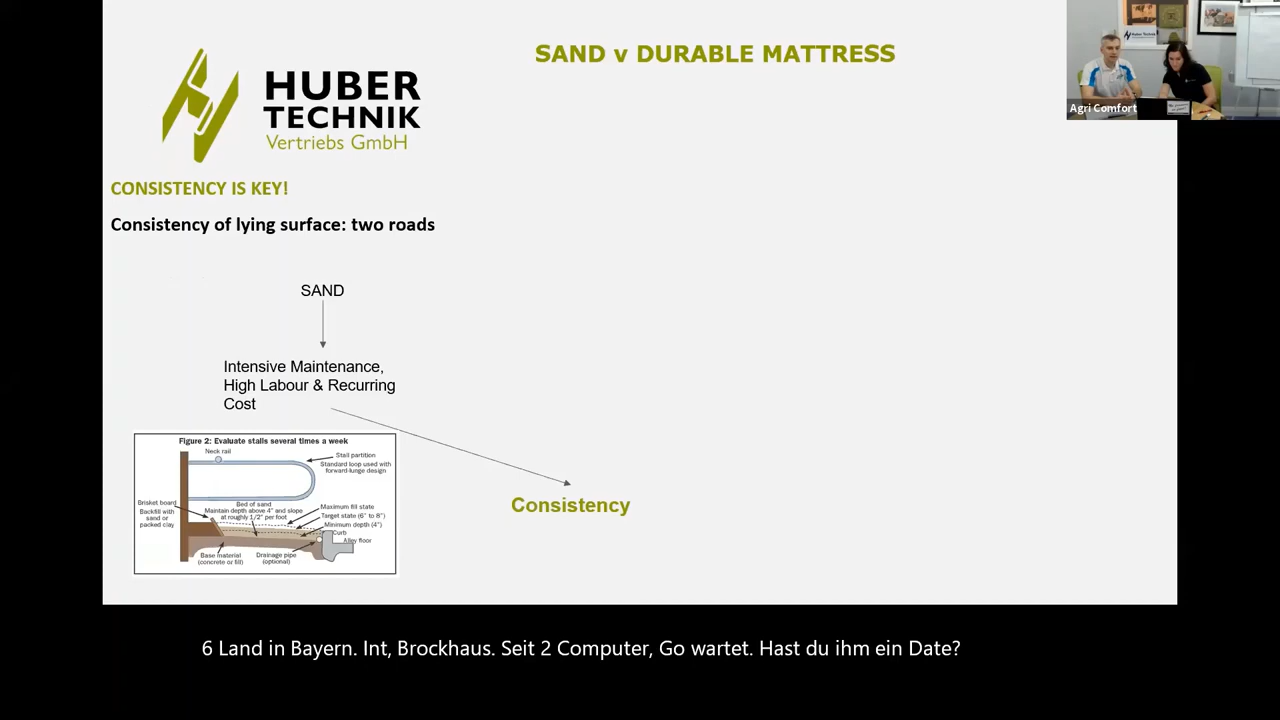 SAND v DURABLE MATTRESS
HUBER
TECHNIK
Vertriebs GmbH
Agri Comfort
CONSISTENCY IS KEY!
Consistency of lying surface: two roads
SAND
Intensive Maintenance,
High Labour & Recurring
Cost
Consistency
Figure 2: Evaluate stalls several times a week
Neck rail
Stall partition
Standard loop used with
forward-lunge design
Brisket board
Backfill with
sand or
packed clay.
Bed of sand
Maintain depth above 4" and slope
at roughly 1/2" per foot
Maximum fill state
Target state (6" to 8")
Minimum depth (4")
Curb
Alley floor
Base material
(concrete or fill)
Drainage pipe
(optional)
6 Land in Bayern. Int, Brockhaus. Seit 2 Computer, Go wartet. Hast du ihm ein Date?